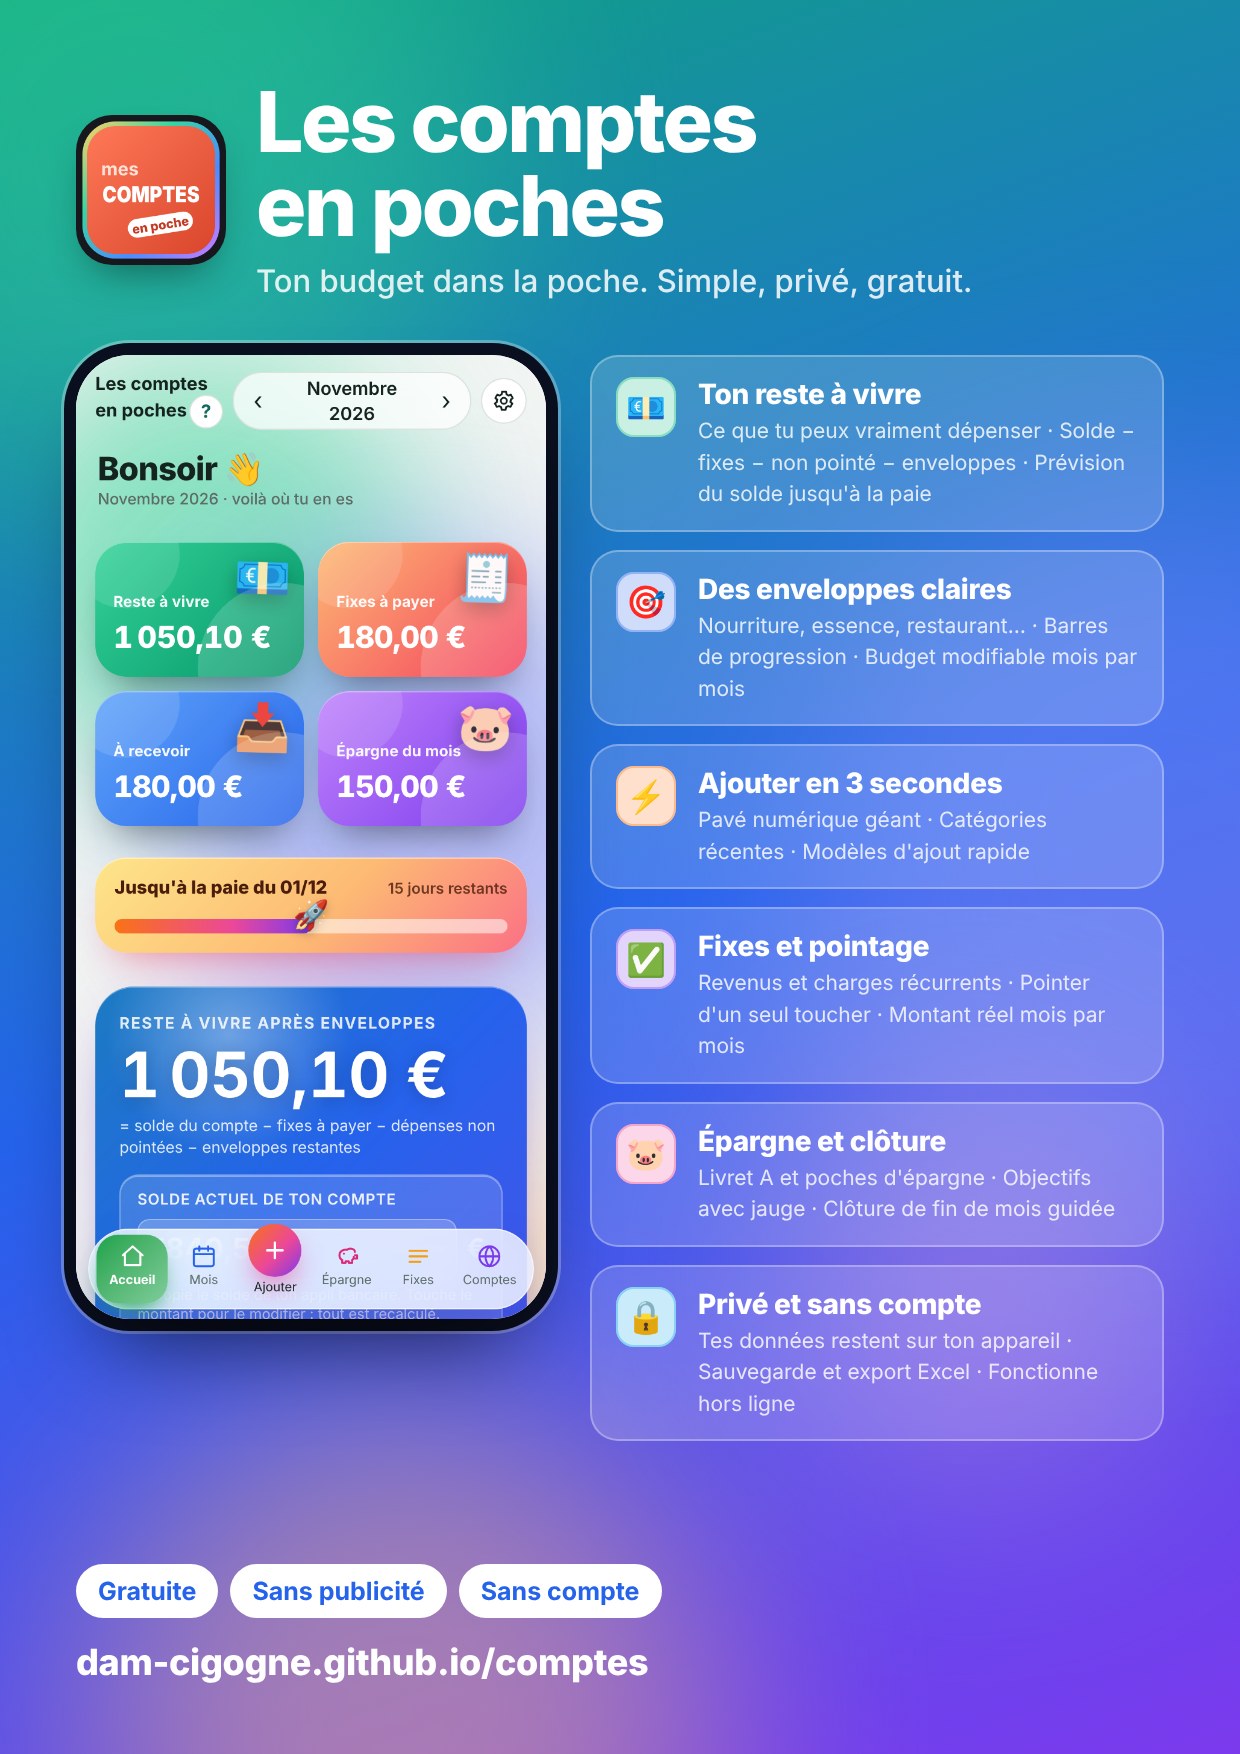 mes
COMPTES
en poche
Les comptes
en poches
Ton budget dans la poche. Simple, privé, gratuit.
Les comptes
en poches ?
‹ Novembre ›
2026
Bonsoir 👋
Novembre 2026 · voilà où tu en es
Reste à vivre
1 050,10 €
Fixes à payer
180,00 €
À recevoir
180,00 €
Épargne du mois
150,00 €
Jusqu'à la paie du 01/12
15 jours restants
RESTE À VIVRE APRÈS ENVELOPPES
1 050,10 €
= solde du compte − fixes à payer − dépenses non
pointées − enveloppes restantes
SOLDE ACTUEL DE TON COMPTE
€
montant pour le modifier : tout est recalculé.
Accueil
Mois
Ajouter
Épargne
Fixes
Comptes
Ton reste à vivre
Ce que tu peux vraiment dépenser · Solde −
fixes − non pointé − enveloppes · Prévision
du solde jusqu'à la paie
Des enveloppes claires
Nourriture, essence, restaurant… · Barres
de progression · Budget modifiable mois par
mois
Ajouter en 3 secondes
Pavé numérique géant · Catégories
récentes · Modèles d'ajout rapide
Fixes et pointage
Revenus et charges récurrents · Pointer
d'un seul toucher · Montant réel mois par
mois
Épargne et clôture
Livret A et poches d'épargne · Objectifs
avec jauge · Clôture de fin de mois guidée
Privé et sans compte
Tes données restent sur ton appareil ·
Sauvegarde et export Excel · Fonctionne
hors ligne
Gratuite
Sans publicité
Sans compte
dam-cigogne.github.io/comptes